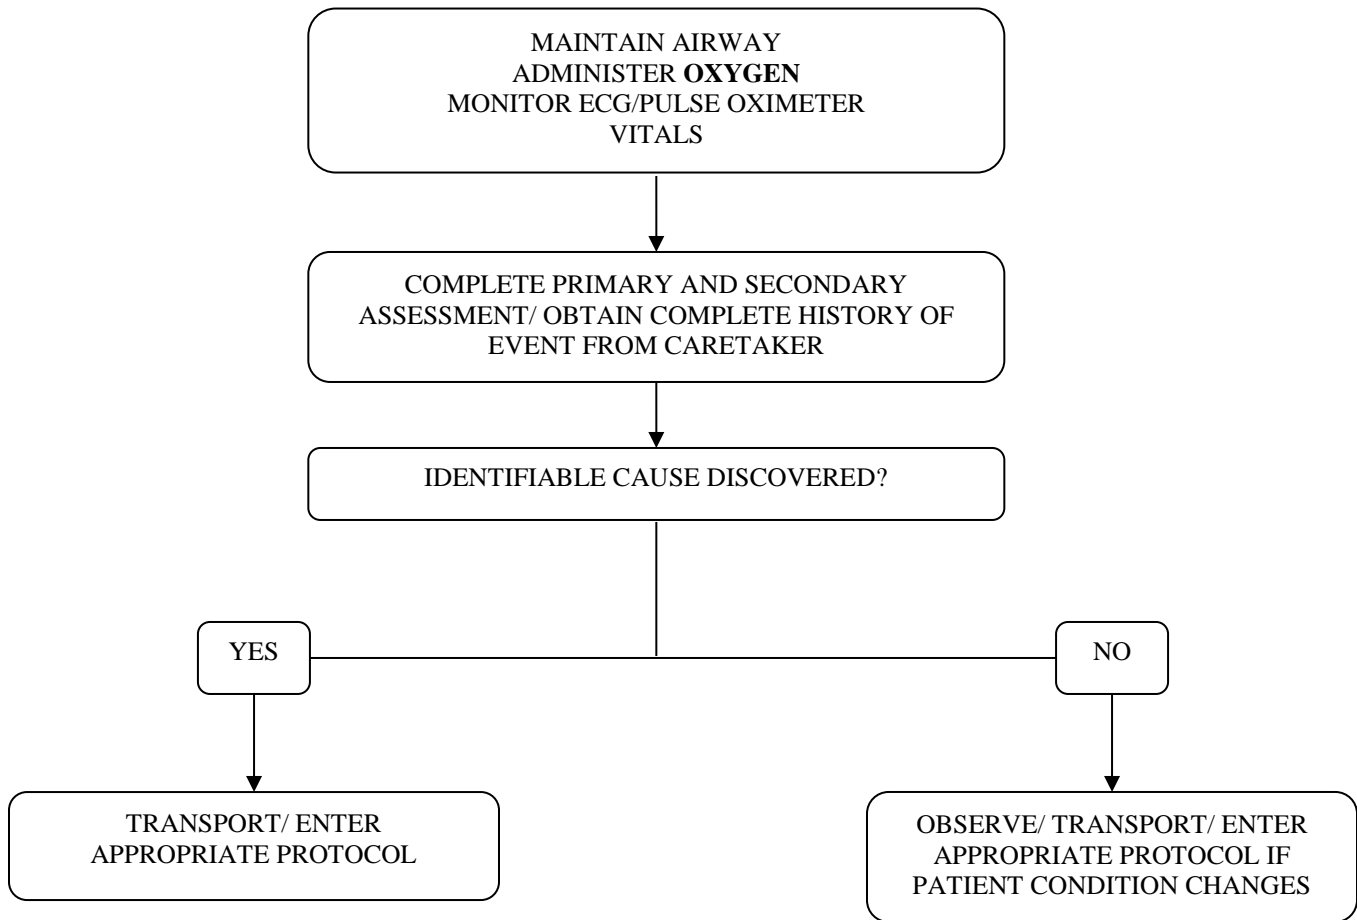 MAINTAIN AIRWAY
ADMINISTER OXYGEN
MONITOR ECG/PULSE OXIMETER
VITALS
COMPLETE PRIMARY AND SECONDARY
ASSESSMENT/ OBTAIN COMPLETE HISTORY OF
EVENT FROM CARETAKER
IDENTIFIABLE CAUSE DISCOVERED?
YES
NO
TRANSPORT/ ENTER
APPROPRIATE PROTOCOL
OBSERVE/ TRANSPORT/ ENTER
APPROPRIATE PROTOCOL IF
PATIENT CONDITION CHANGES